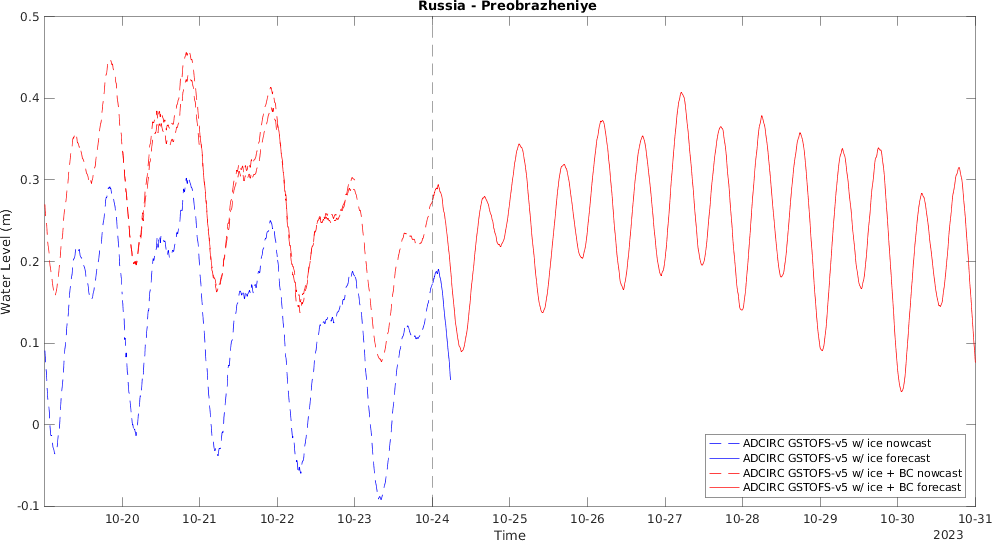 Russia - Preobrazheniye
Water Level (m)
0.5
0.4
0.3
0.2
0.1
0
-0.1
10-20
10-21
10-22
10-23
10-24
10-25
10-26
10-27
10-28
10-29
10-30
10-31
Time
2023
ADCIRC GSTOFS-v5 w/ ice nowcast
ADCIRC GSTOFS-v5 w/ ice forecast
ADCIRC GSTOFS-v5 w/ ice + BC nowcast
ADCIRC GSTOFS-v5 w/ ice + BC forecast